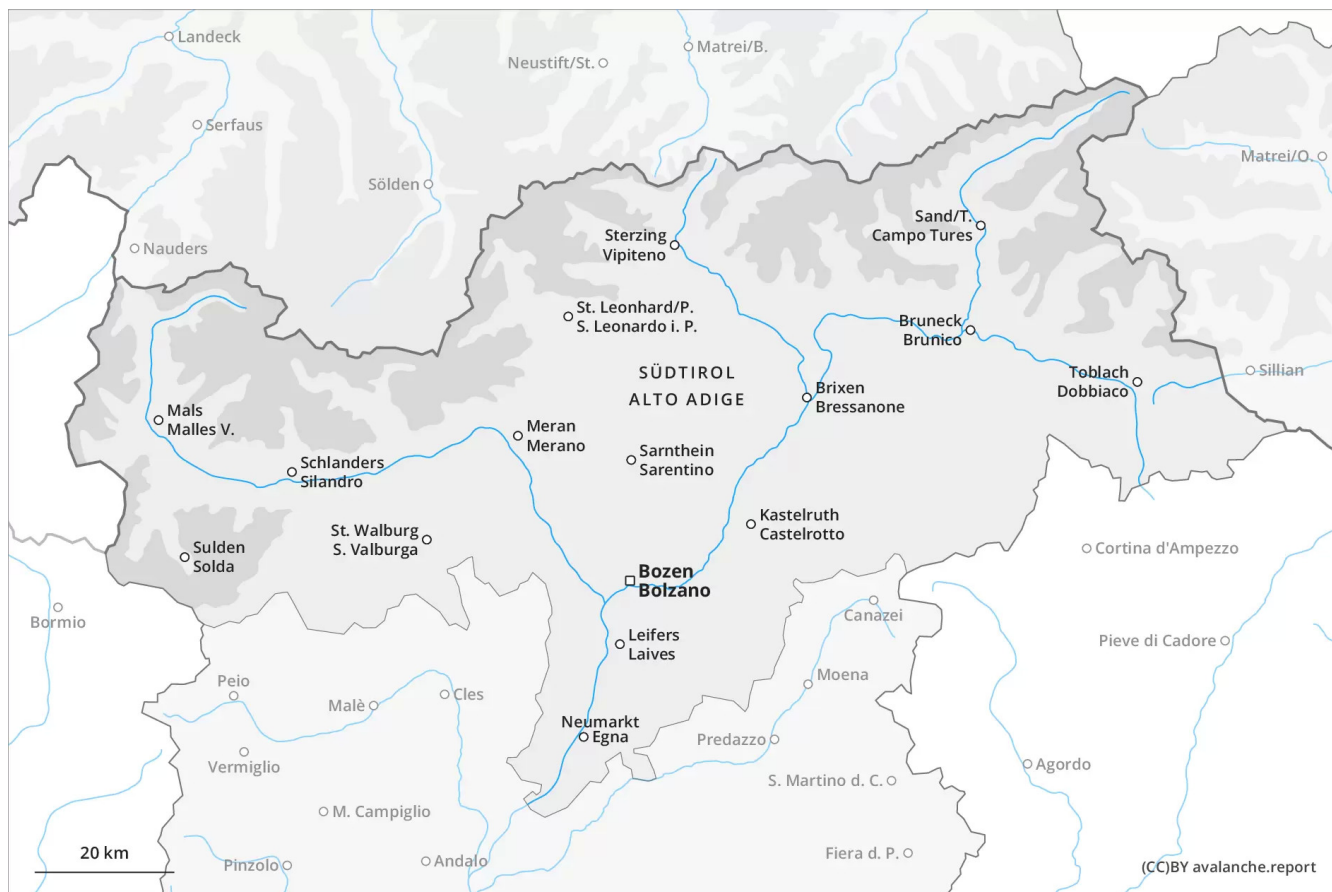 Landeck
Matrei/B.
Neustift/St.
Serfaus
Matrei/O.
Sölden
Sand/T.
Campo Tures
Sterzing
Vipiteno
Nauders
St. Leonhard/P.
S. Leonardo i. P.
Bruneck
Brunico
SÜDTIROL
ALTO ADIGE
Toblach
Dobbiaco
Sillian
Brixen
Bressanone
Mals
Malles V.
Meran
Merano
Sarnthein
Sarentino
Schlanders
Silandro
Kastelruth
Castelrotto
St. Walburg
S. Valburga
Sulden
Solda
Cortina d'Ampezzo
Bozen
Bolzano
Bormio
Canazei
Leifers
Laives
Pieve di Cadore
Peio
Moena
Malè
Cles
Neumarkt
Egna
Predazzo
Vermiglio
Agordo
S. Martino d. C.
M. Campiglio
20 km
Pinzolo
Andalo
Fiera d. P.
(CC)BY avalanche.report